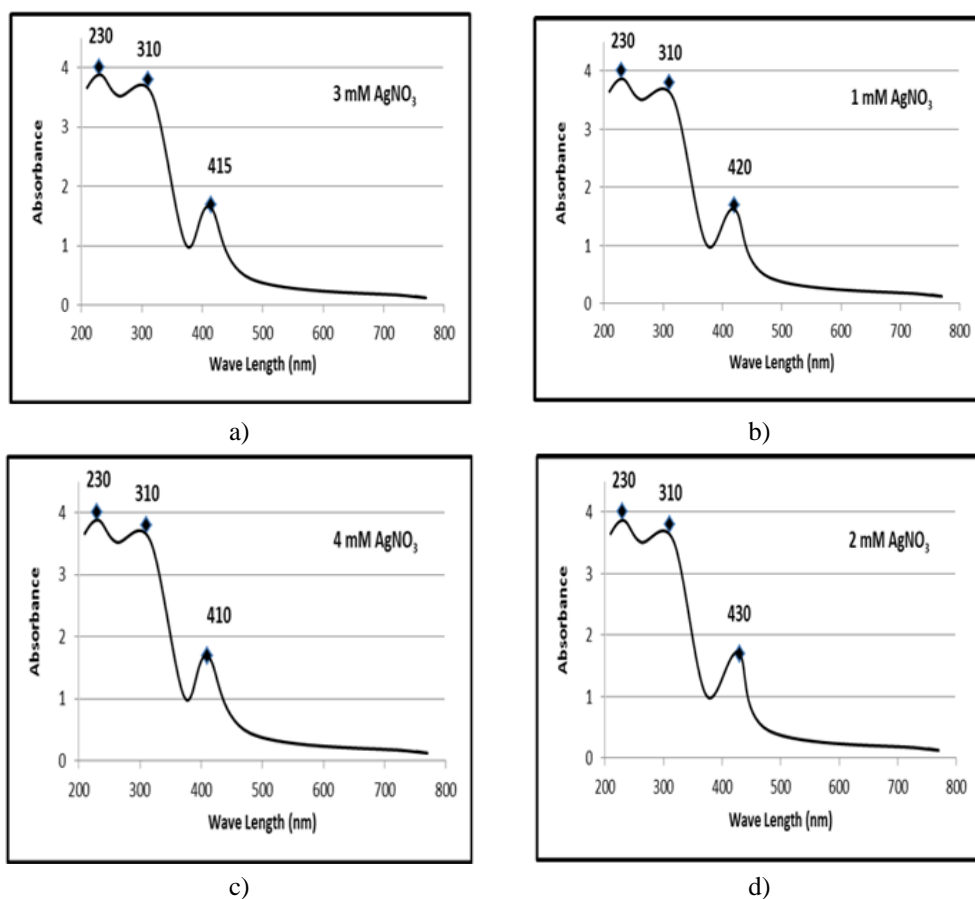 230
310
4
3 mM AgNO₃
3
415
2
1
0
200 300 400 500 600 700 800
Absorbance
Wave Length (nm)
a)
230
310
4
1 mM AgNO₃
3
420
2
1
0
200 300 400 500 600 700 800
Absorbance
Wave Length (nm)
b)
230
310
4
4 mM AgNO₃
3
410
2
1
0
200 300 400 500 600 700 800
Absorbance
Wave Length (nm)
c)
230
310
4
2 mM AgNO₃
3
430
2
1
0
200 300 400 500 600 700 800
Absorbance
Wave Length (nm)
d)